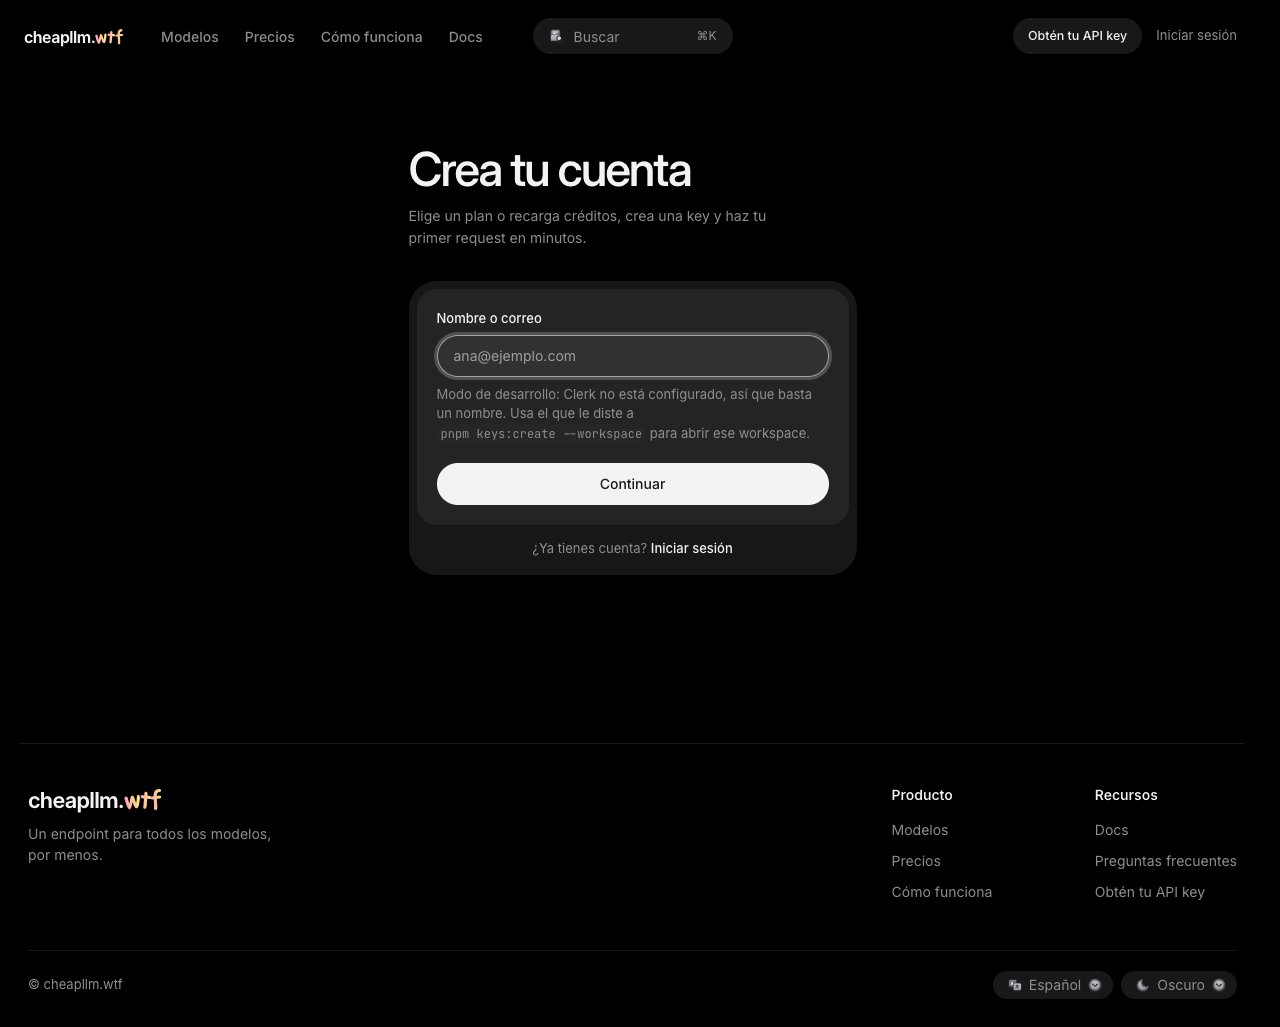 cheapllm.wtf
Modelos
Precios
Cómo funciona
Docs
Buscar
⌘K
Obtén tu API key
Iniciar sesión
Crea tu cuenta
Elige un plan o recarga créditos, crea una key y haz tu
primer request en minutos.
Nombre o correo
ana@ejemplo.com
Modo de desarrollo: Clerk no está configurado, así que basta
un nombre. Usa el que le diste a
pnpm keys:create --workspace para abrir ese workspace.
Continuar
¿Ya tienes cuenta? Iniciar sesión
cheapllm.wtf
Un endpoint para todos los modelos,
por menos.
Producto
Modelos
Precios
Cómo funciona
Recursos
Docs
Preguntas frecuentes
Obtén tu API key
© cheapllm.wtf
Español
Oscuro